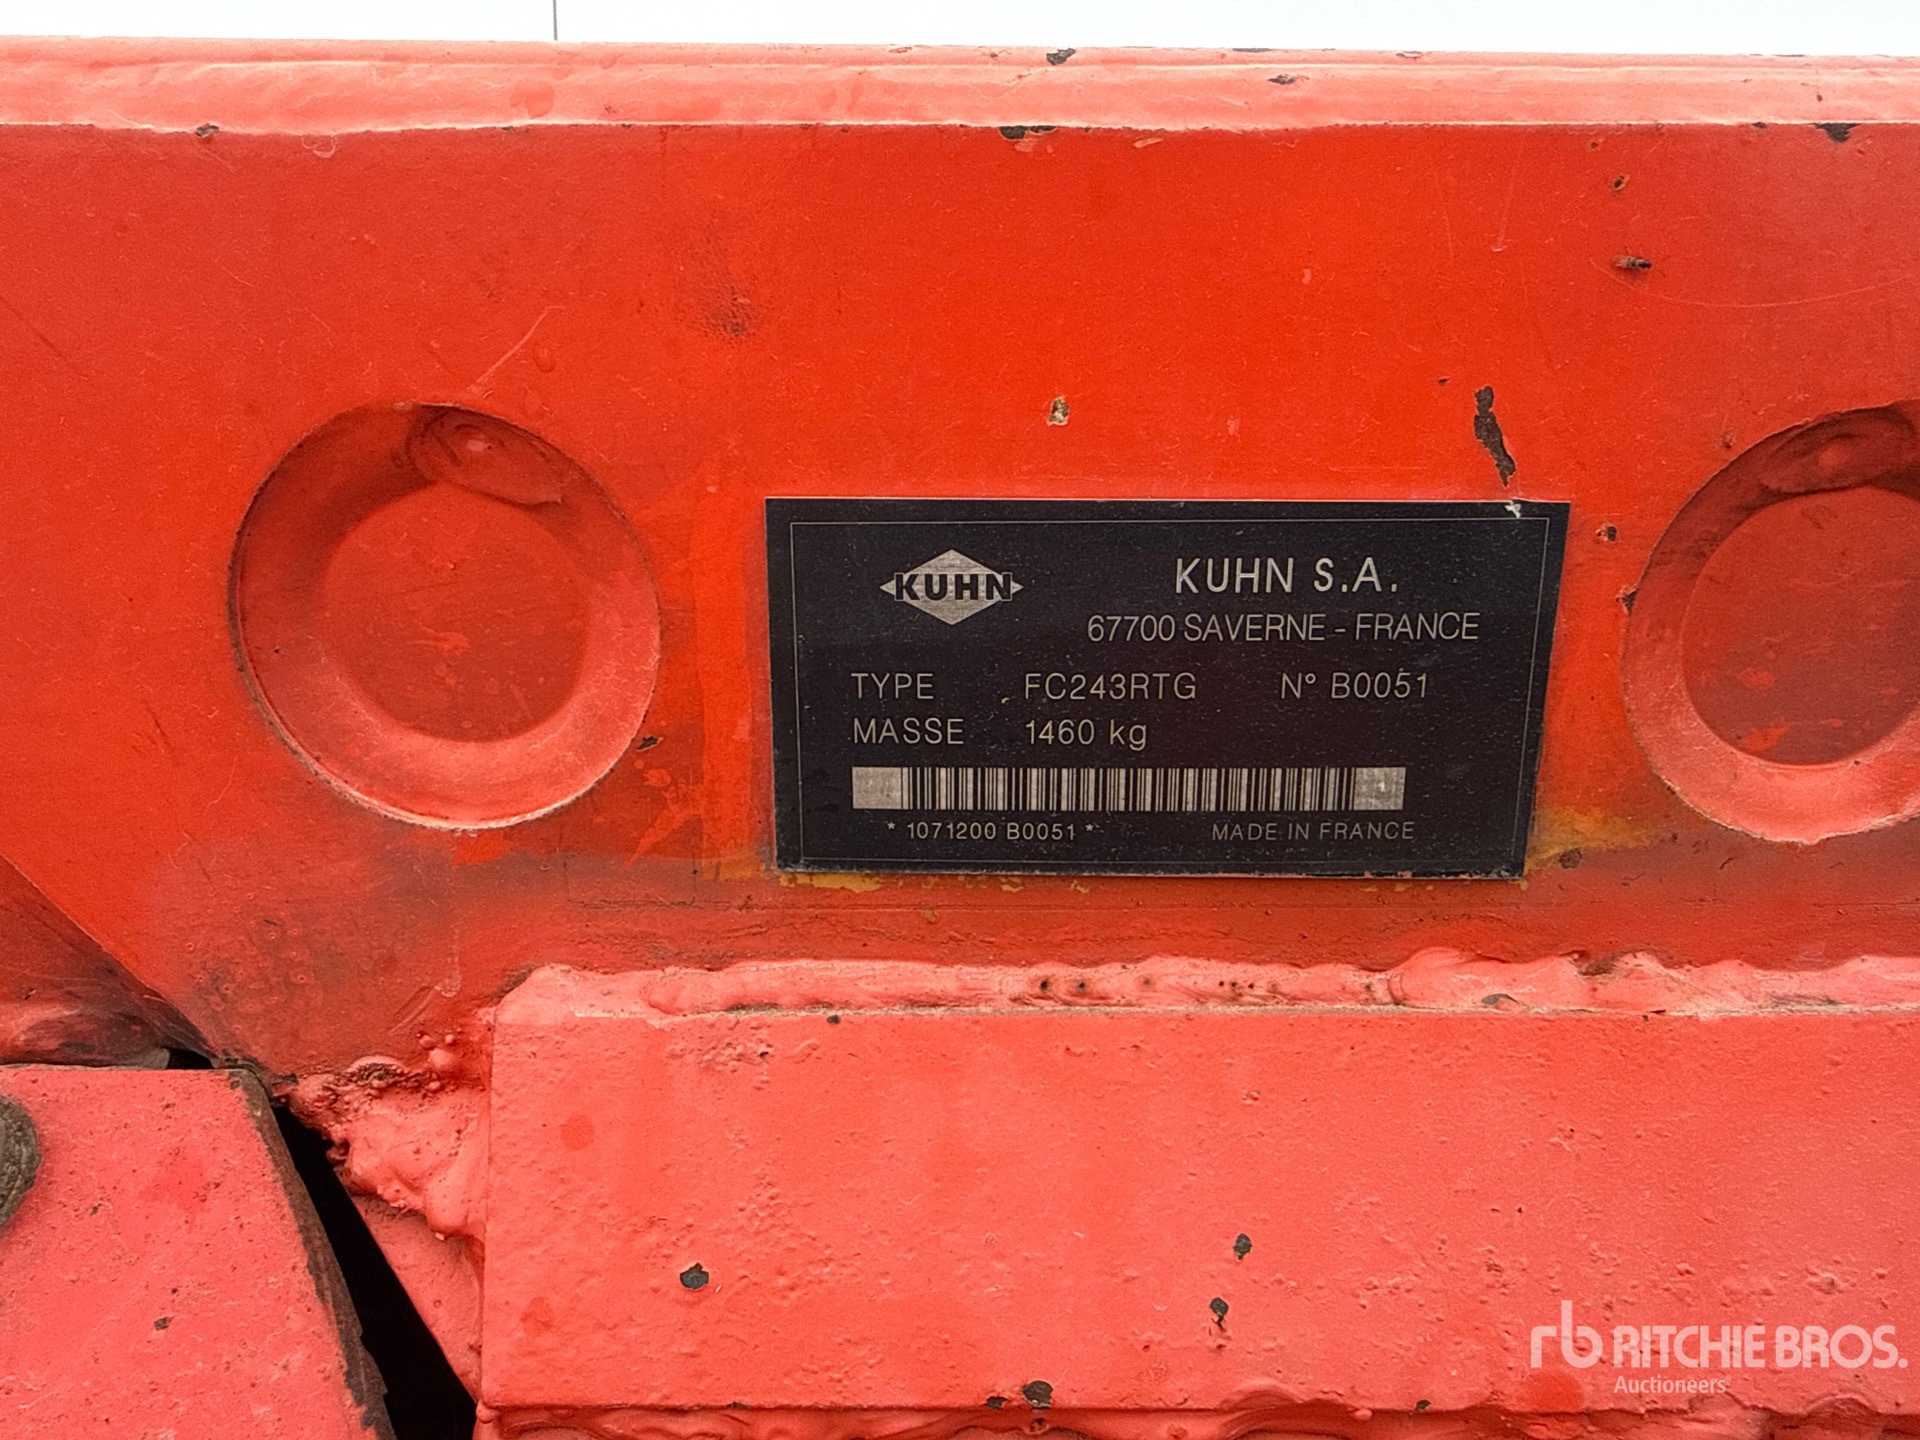 KUHN
KUHN S.A.
67700 SAVERNE - FRANCE
TYPE FC243RTG N° B0051
MASSE 1460 kg
* 1071200 B0051 * MADE IN FRANCE
rb RITCHIE BROS.
Auctioneers